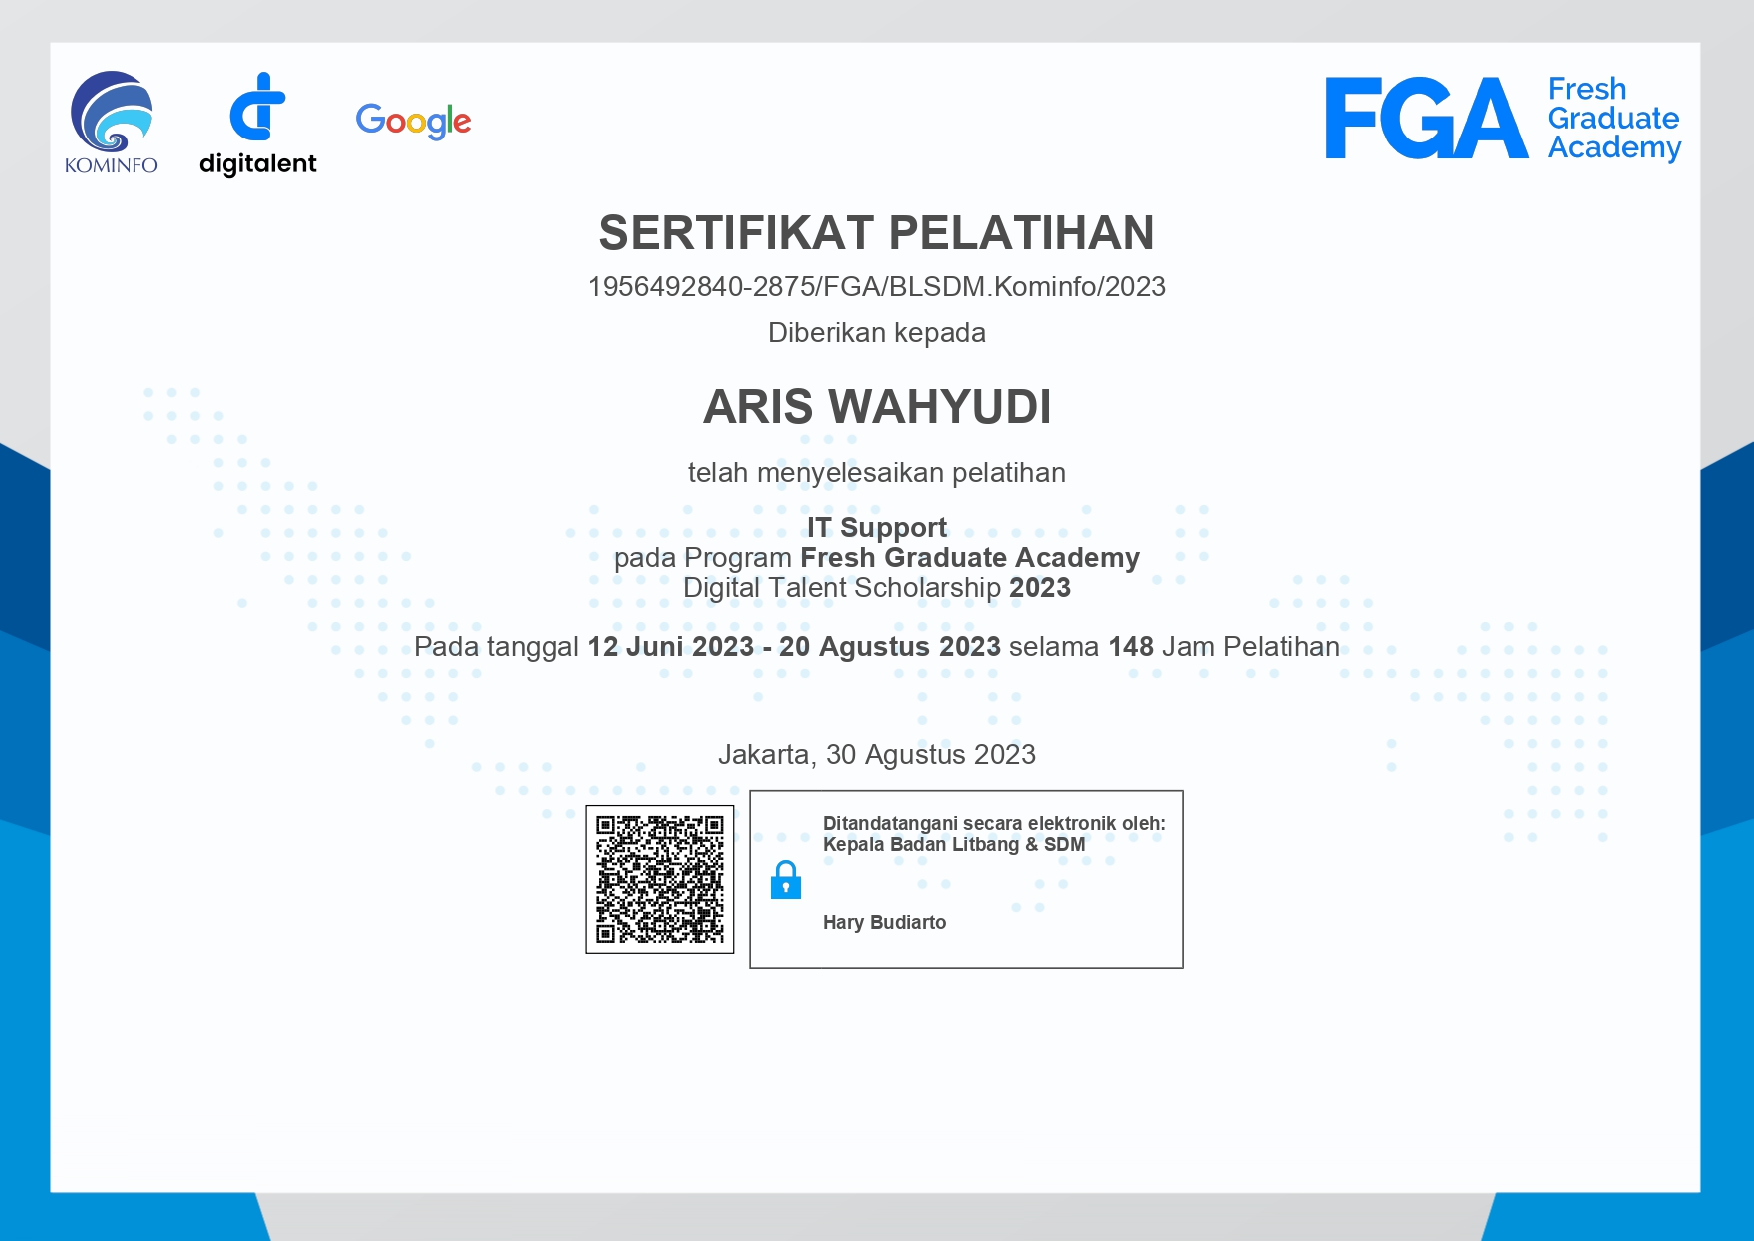 KOMINFO
digitalent
Google
FGA
Fresh
Graduate
Academy
SERTIFIKAT PELATIHAN
1956492840-2875/FGA/BLSDM.Kominfo/2023
Diberikan kepada
ARIS WAHYUDI
telah menyelesaikan pelatihan
IT Support
pada Program Fresh Graduate Academy
Digital Talent Scholarship 2023
Pada tanggal 12 Juni 2023 - 20 Agustus 2023 selama 148 Jam Pelatihan
Jakarta, 30 Agustus 2023
Ditandatangani secara elektronik oleh:
Kepala Badan Litbang & SDM
Hary Budiarto